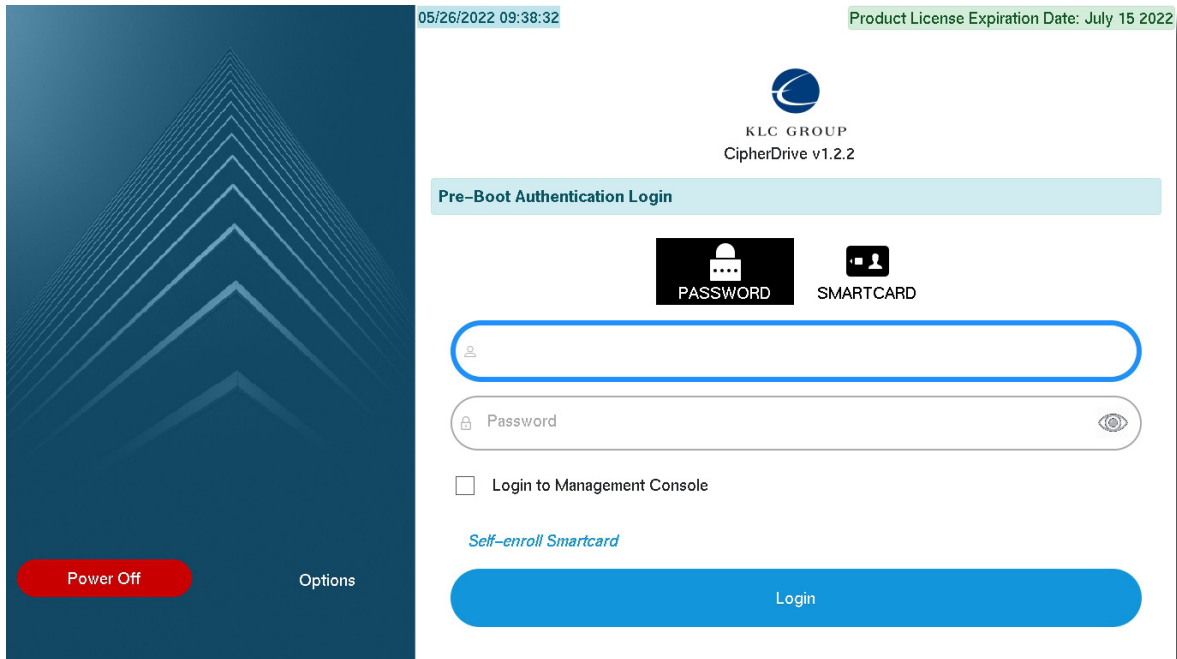 05/26/2022 09:38:32
Product License Expiration Date: July 15 2022
KLC GROUP
CipherDrive v1.2.2
Pre-Boot Authentication Login
PASSWORD
SMARTCARD
Password
Login to Management Console
Self-enroll Smartcard
Power Off
Options
Login